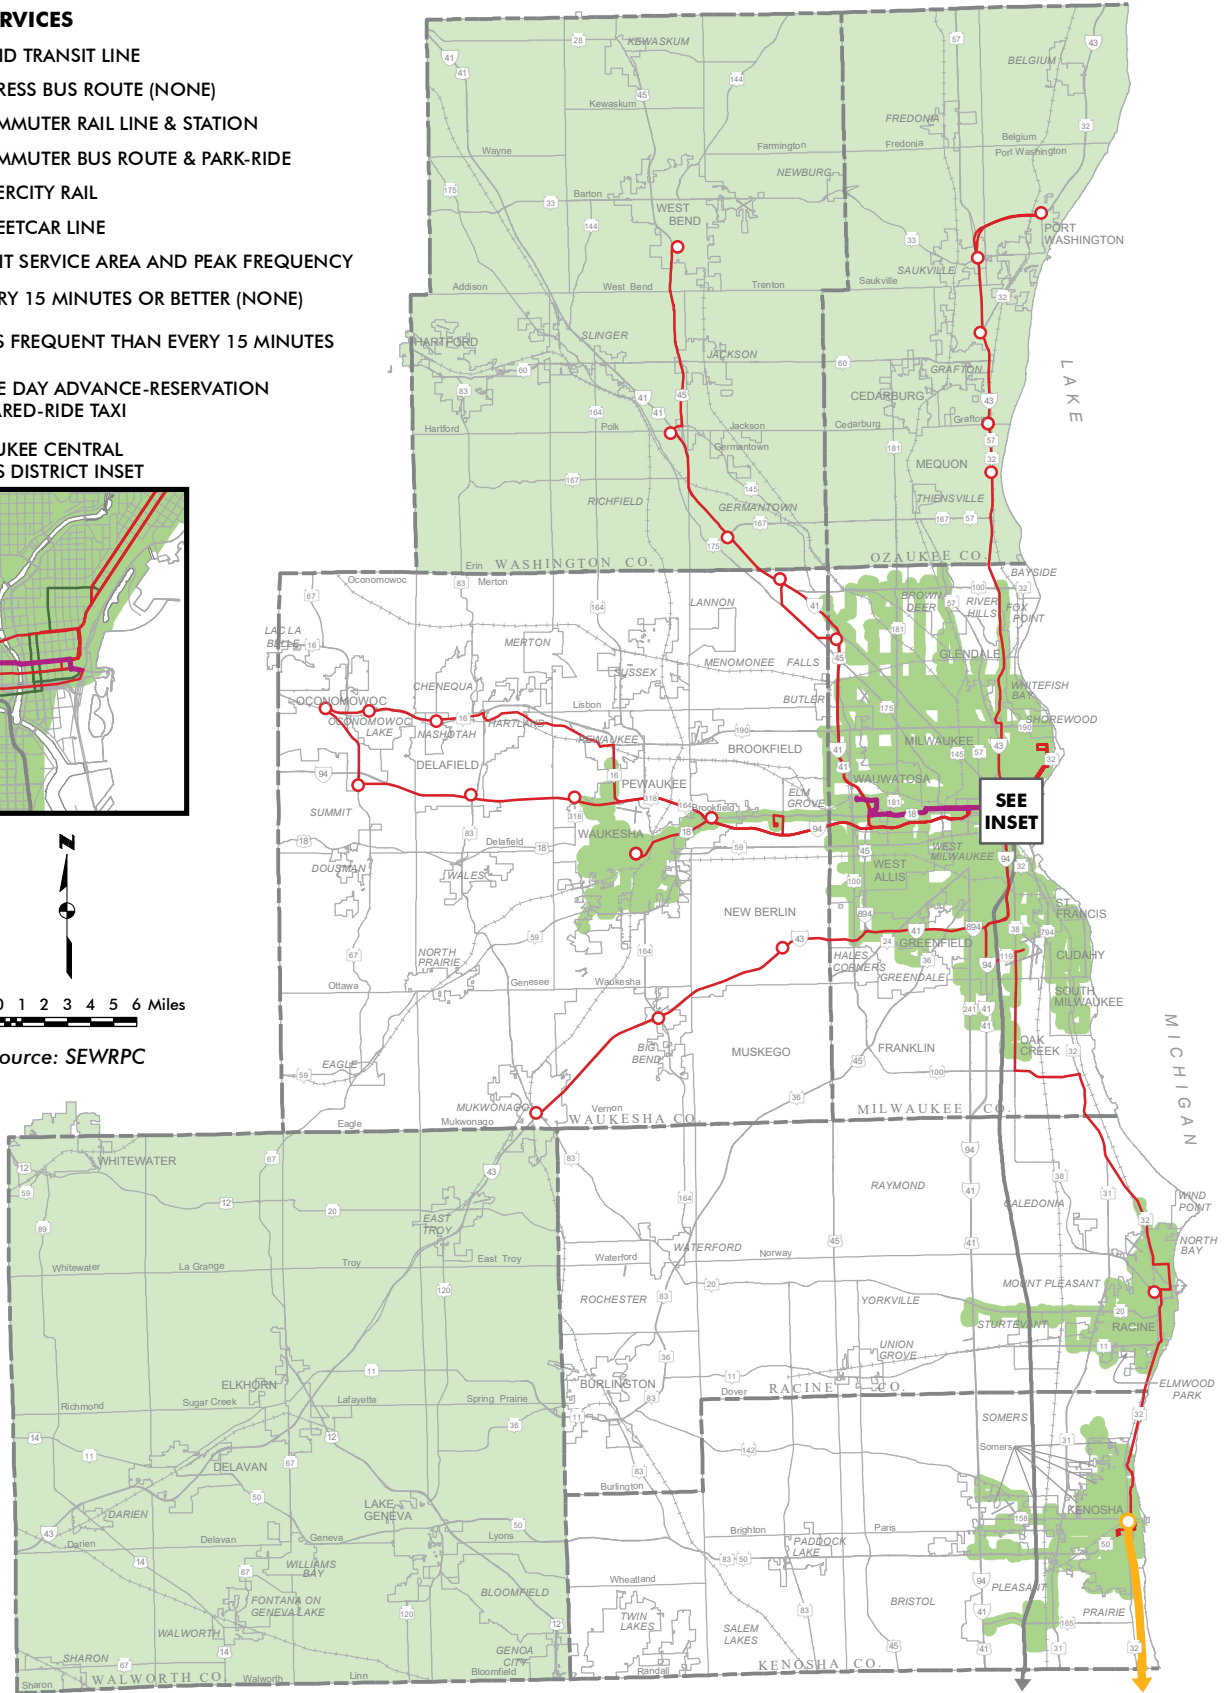 RVICES
ID TRANSIT LINE
RESS BUS ROUTE (NONE)
MMUTER RAIL LINE & STATION
MMUTER BUS ROUTE & PARK-RIDE
ERCITY RAIL
EETCAR LINE
IT SERVICE AREA AND PEAK FREQUENCY
RY 15 MINUTES OR BETTER (NONE)
S FREQUENT THAN EVERY 15 MINUTES
E DAY ADVANCE-RESERVATION
ARED-RIDE TAXI
UKEE CENTRAL
S DISTRICT INSET
N
0 1 2 3 4 5 6 Miles
ource: SEWRPC
KEWASKUM
BELGIUM
Kewaskum
FREDONIA
Belgium
Wayne
Farmington
Fredonia
Port Washington
NEWBURG
Barton
WEST
BEND
PORT
WASHINGTON
SAUKVILLE
Addison
West Bend
Trenton
Saukville
HARTFORD
SLINGER
JACKSON
GRAFTON
CEDARBURG
LAKE
Hartford
Polk
Jackson
Cedarburg
Grafton
Germantown
MEQUON
RICHFIELD
GERMANTOWN
THIENSVILLE
Erin
WASHINGTON CO.
OZAUKEE CO.
Oconomowoc
Merton
BAYSIDE
LANNON
BROWN
DEER
RIVER
HILLS
FOX
POINT
LAC LA
BELLE
MERTON
MENOMONEE FALLS
GLENDALE
SUSSEX
CHENEQUA
WHITEFISH
BAY
OCONOMOWOC
OCONOMOWOC
LAKE
NASHOTAH
HARTLAND
Lisbon
BUTLER
SHOREWOOD
PEWAUKEE
BROOKFIELD
MILWAUKEE
DELAFIELD
PEWAUKEE
WAUWATOSA
ELM
GROVE
SUMMIT
Brookfield
SEE
INSET
WAUKESHA
Delafield
DOUSMAN
WALES
WEST
MILWAUKEE
WEST
ALLIS
NEW BERLIN
ST.
FRANCIS
NORTH
PRAIRIE
GREENFIELD
HALES
CORNERS
GREENDALE
CUDAHY
Ottawa
Genesee
Waukesha
SOUTH
MILWAUKEE
BIG
BEND
MUSKEGO
FRANKLIN
OAK
CREEK
EAGLE
MICHIGAN
MUKWONAGO
Vernon
Eagle
Mukwonago
WAUKESHA CO.
MILWAUKEE CO.
WHITEWATER
RAYMOND
CALEDONIA
WIND
POINT
EAST
TROY
WATERFORD
NORTH
BAY
Whitewater
La Grange
Troy
East Troy
Waterford
Norway
ROCHESTER
YORKVILLE
MOUNT PLEASANT
STURTEVANT
RACINE
UNION
GROVE
ELKHORN
BURLINGTON
Dover
RACINE CO.
ELMWOOD
PARK
Richmond
Sugar Creek
Lafayette
Spring Prairie
SOMERS
Somers
DELAVAN
Burlington
DARIEN
LAKE
GENEVA
KENOSHA
Darien
Delavan
Geneva
Lyons
Brighton
Paris
PADDOCK
LAKE
WILLIAMS
BAY
Wheatland
PLEASANT
PRAIRIE
BLOOMFIELD
FONTANA ON
GENEVA LAKE
BRISTOL
TWIN
LAKES
WALWORTH
SALEM
LAKES
SHARON
GENOA
CITY
Sharon
WALWORTH CO.
Walworth
Linn
Bloomfield
Randall
KENOSHA CO.